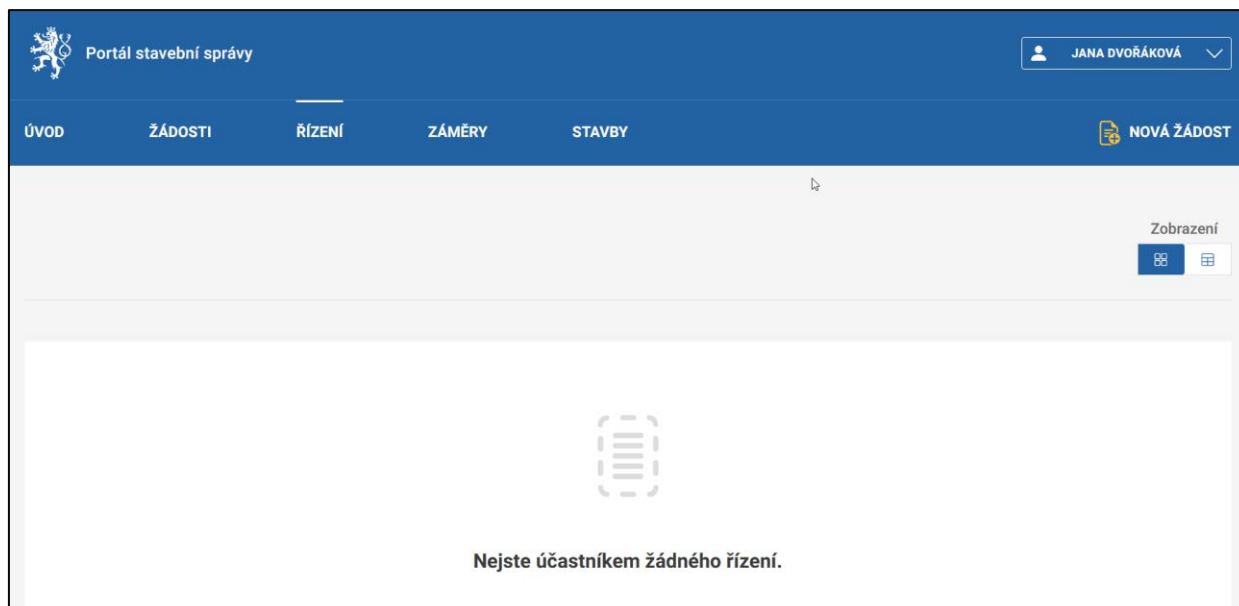 Portál stavební správy
JANA DVOŘÁKOVÁ
ÚVOD ŽÁDOSTI ŘÍZENÍ ZÁMĚRY STAVBY NOVÁ ŽÁDOST
Zobrazení
Nejste účastníkem žádného řízení.